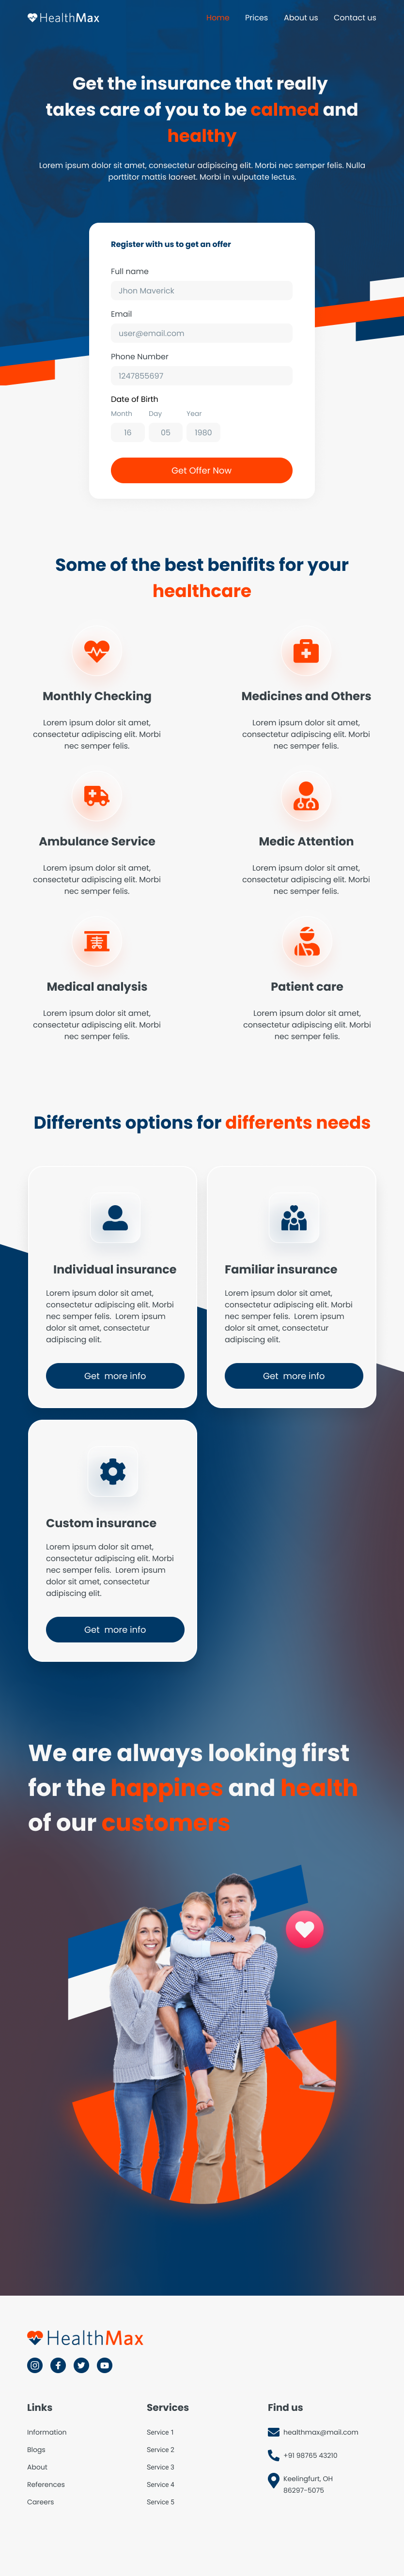 HealthMax
Home Prices About us Contact us
Get the insurance that really
takes care of you to be calmed and
healthy
Lorem ipsum dolor sit amet, consectetur adipiscing elit. Morbi nec semper felis. Nulla
porttitor mattis laoreet. Morbi in vulputate lectus.
Register with us to get an offer
Full name
Jhon Maverick
Email
user@email.com
Phone Number
1247855697
Date of Birth
Month Day Year
16 05 1980
Get Offer Now
Some of the best benifits for your
healthcare
Monthly Checking
Lorem ipsum dolor sit amet,
consectetur adipiscing elit. Morbi
nec semper felis.
Medicines and Others
Lorem ipsum dolor sit amet,
consectetur adipiscing elit. Morbi
nec semper felis.
Ambulance Service
Lorem ipsum dolor sit amet,
consectetur adipiscing elit. Morbi
nec semper felis.
Medic Attention
Lorem ipsum dolor sit amet,
consectetur adipiscing elit. Morbi
nec semper felis.
Medical analysis
Lorem ipsum dolor sit amet,
consectetur adipiscing elit. Morbi
nec semper felis.
Patient care
Lorem ipsum dolor sit amet,
consectetur adipiscing elit. Morbi
nec semper felis.
Differents options for differents needs
Individual insurance
Lorem ipsum dolor sit amet,
consectetur adipiscing elit. Morbi
nec semper felis. Lorem ipsum
dolor sit amet, consectetur
adipiscing elit.
Get more info
Familiar insurance
Lorem ipsum dolor sit amet,
consectetur adipiscing elit. Morbi
nec semper felis. Lorem ipsum
dolor sit amet, consectetur
adipiscing elit.
Get more info
Custom insurance
Lorem ipsum dolor sit amet,
consectetur adipiscing elit. Morbi
nec semper felis. Lorem ipsum
dolor sit amet, consectetur
adipiscing elit.
Get more info
We are always looking first
for the happines and health
of our customers
HealthMax
Links
Information
Blogs
About
References
Careers
Services
Service 1
Service 2
Service 3
Service 4
Service 5
Find us
healthmax@mail.com
+91 98765 43210
Keelingfurt, OH
86297-5075